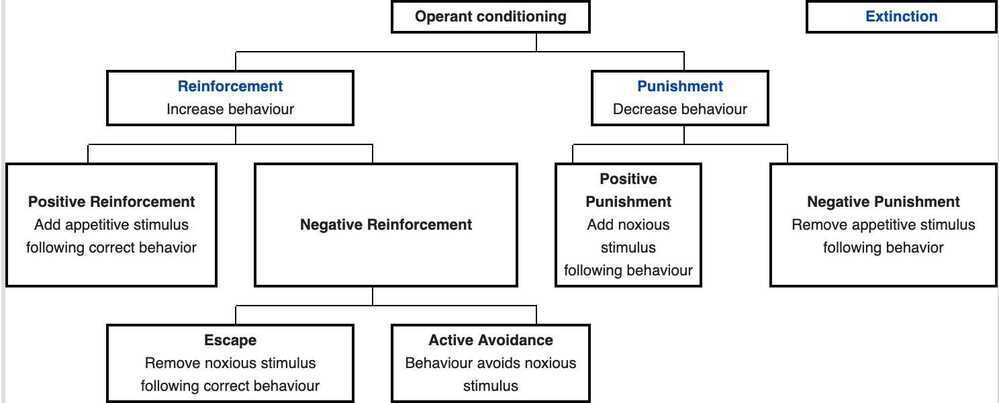 Operant conditioning
Extinction
Reinforcement
Increase behaviour
Punishment
Decrease behaviour
Positive Reinforcement
Add appetitive stimulus
following correct behavior
Negative Reinforcement
Positive
Punishment
Add noxious
stimulus
following behaviour
Negative Punishment
Remove appetitive stimulus
following behavior
Escape
Remove noxious stimulus
following correct behaviour
Active Avoidance
Behaviour avoids noxious
stimulus